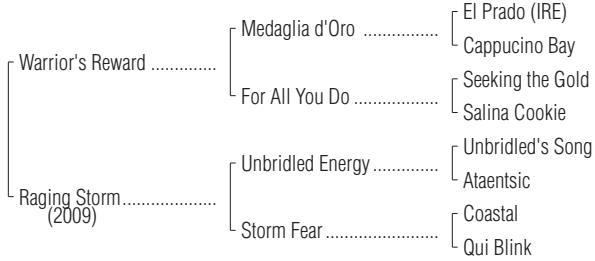 El Prado (IRE)
Medaglia d'Oro ................
Cappucino Bay
Warrior's Reward ..............
Seeking the Gold
For All You Do ..................
Salina Cookie
Unbridled's Song
Unbridled Energy ..............
Ataentsic
Raging Storm....................
(2009)
Coastal
Storm Fear ........................
Qui Blink